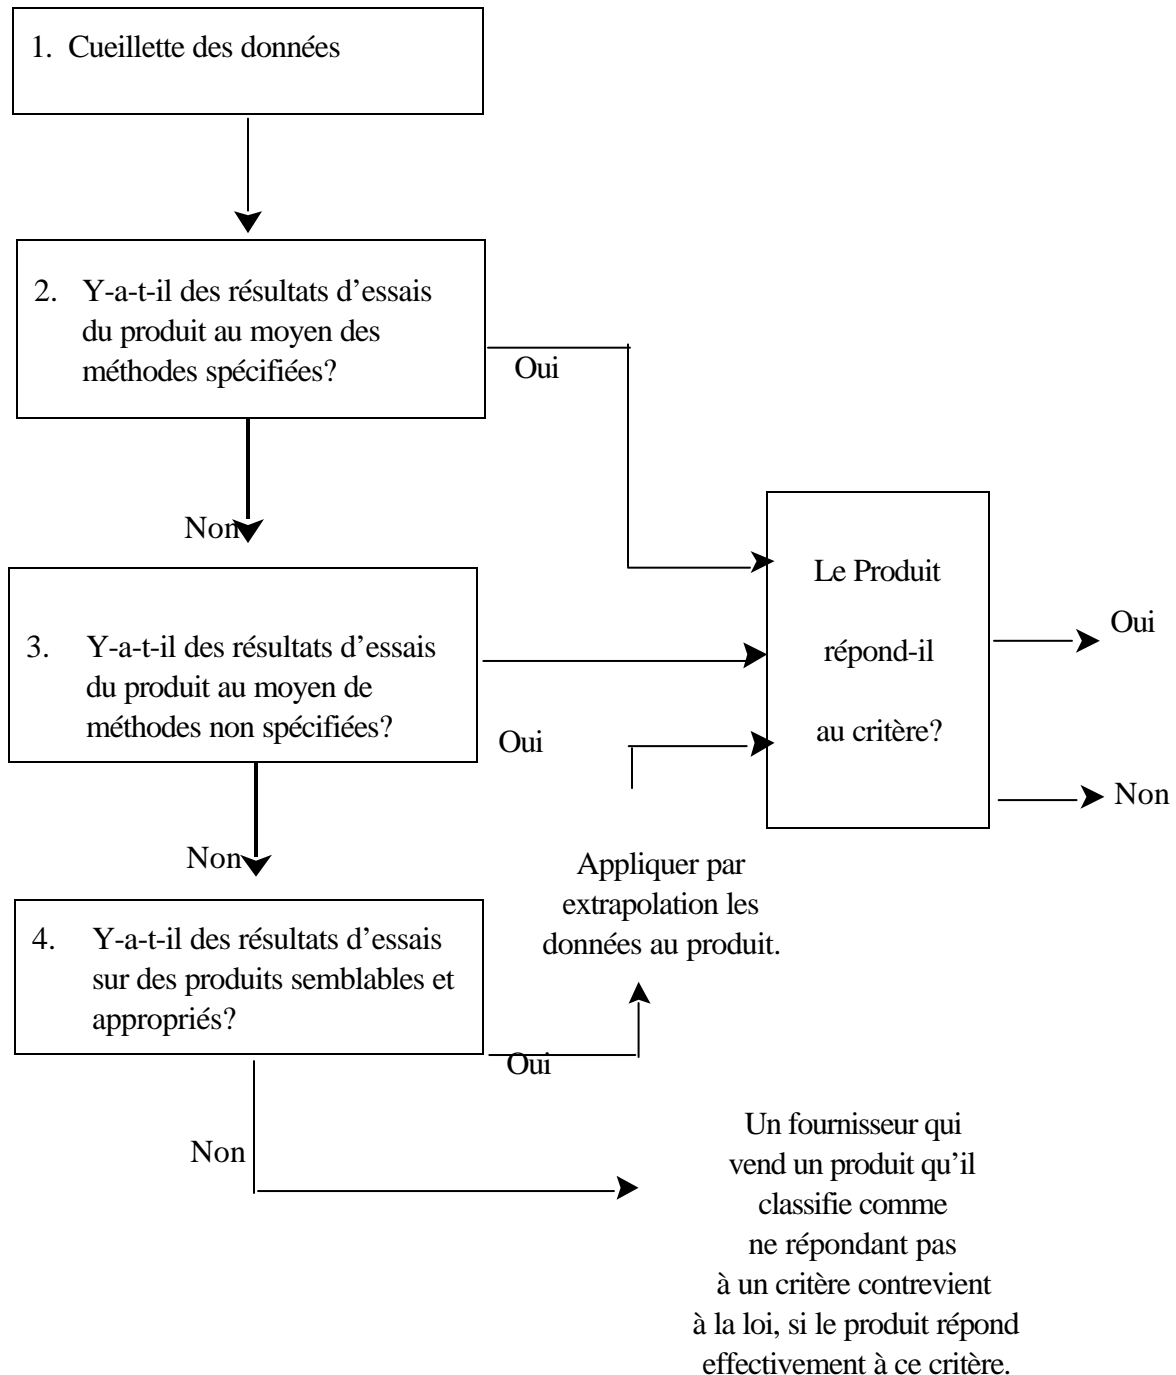 1. Cueillette des données
2. Y-a-t-il des résultats d'essais
du produit au moyen des
méthodes spécifiées?
Oui
Non
3. Y-a-t-il des résultats d'essais
du produit au moyen de
méthodes non spécifiées?
Oui
Non
Le Produit
répond-il
au critère?
Oui
Non
4. Y-a-t-il des résultats d'essais
sur des produits semblables et
appropriés?
Oui
Non
Appliquer par
extrapolation les
données au produit.
Un fournisseur qui
vend un produit qu'il
classifie comme
ne répondant pas
à un critère contrevient
à la loi, si le produit répond
effectivement à ce critère.